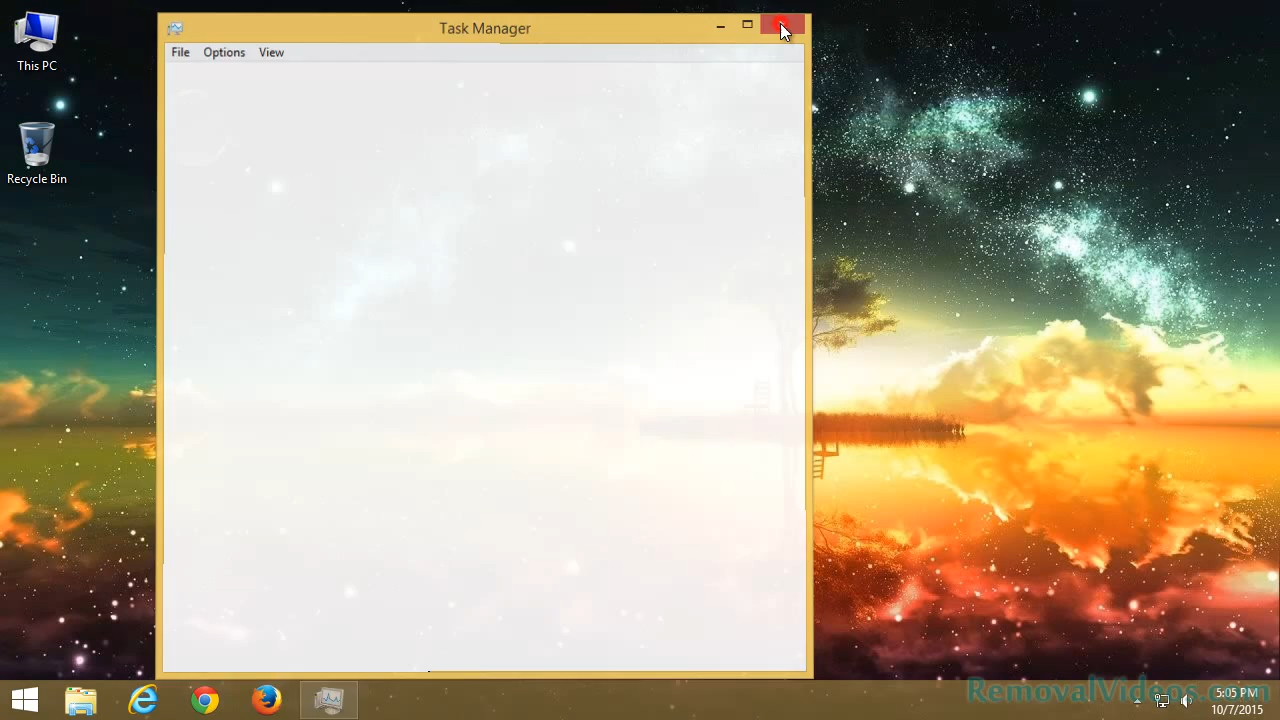 This PC
Recycle Bin
Task Manager
File Options View
RemovalVideos.com
5:05 PM
10/7/2015